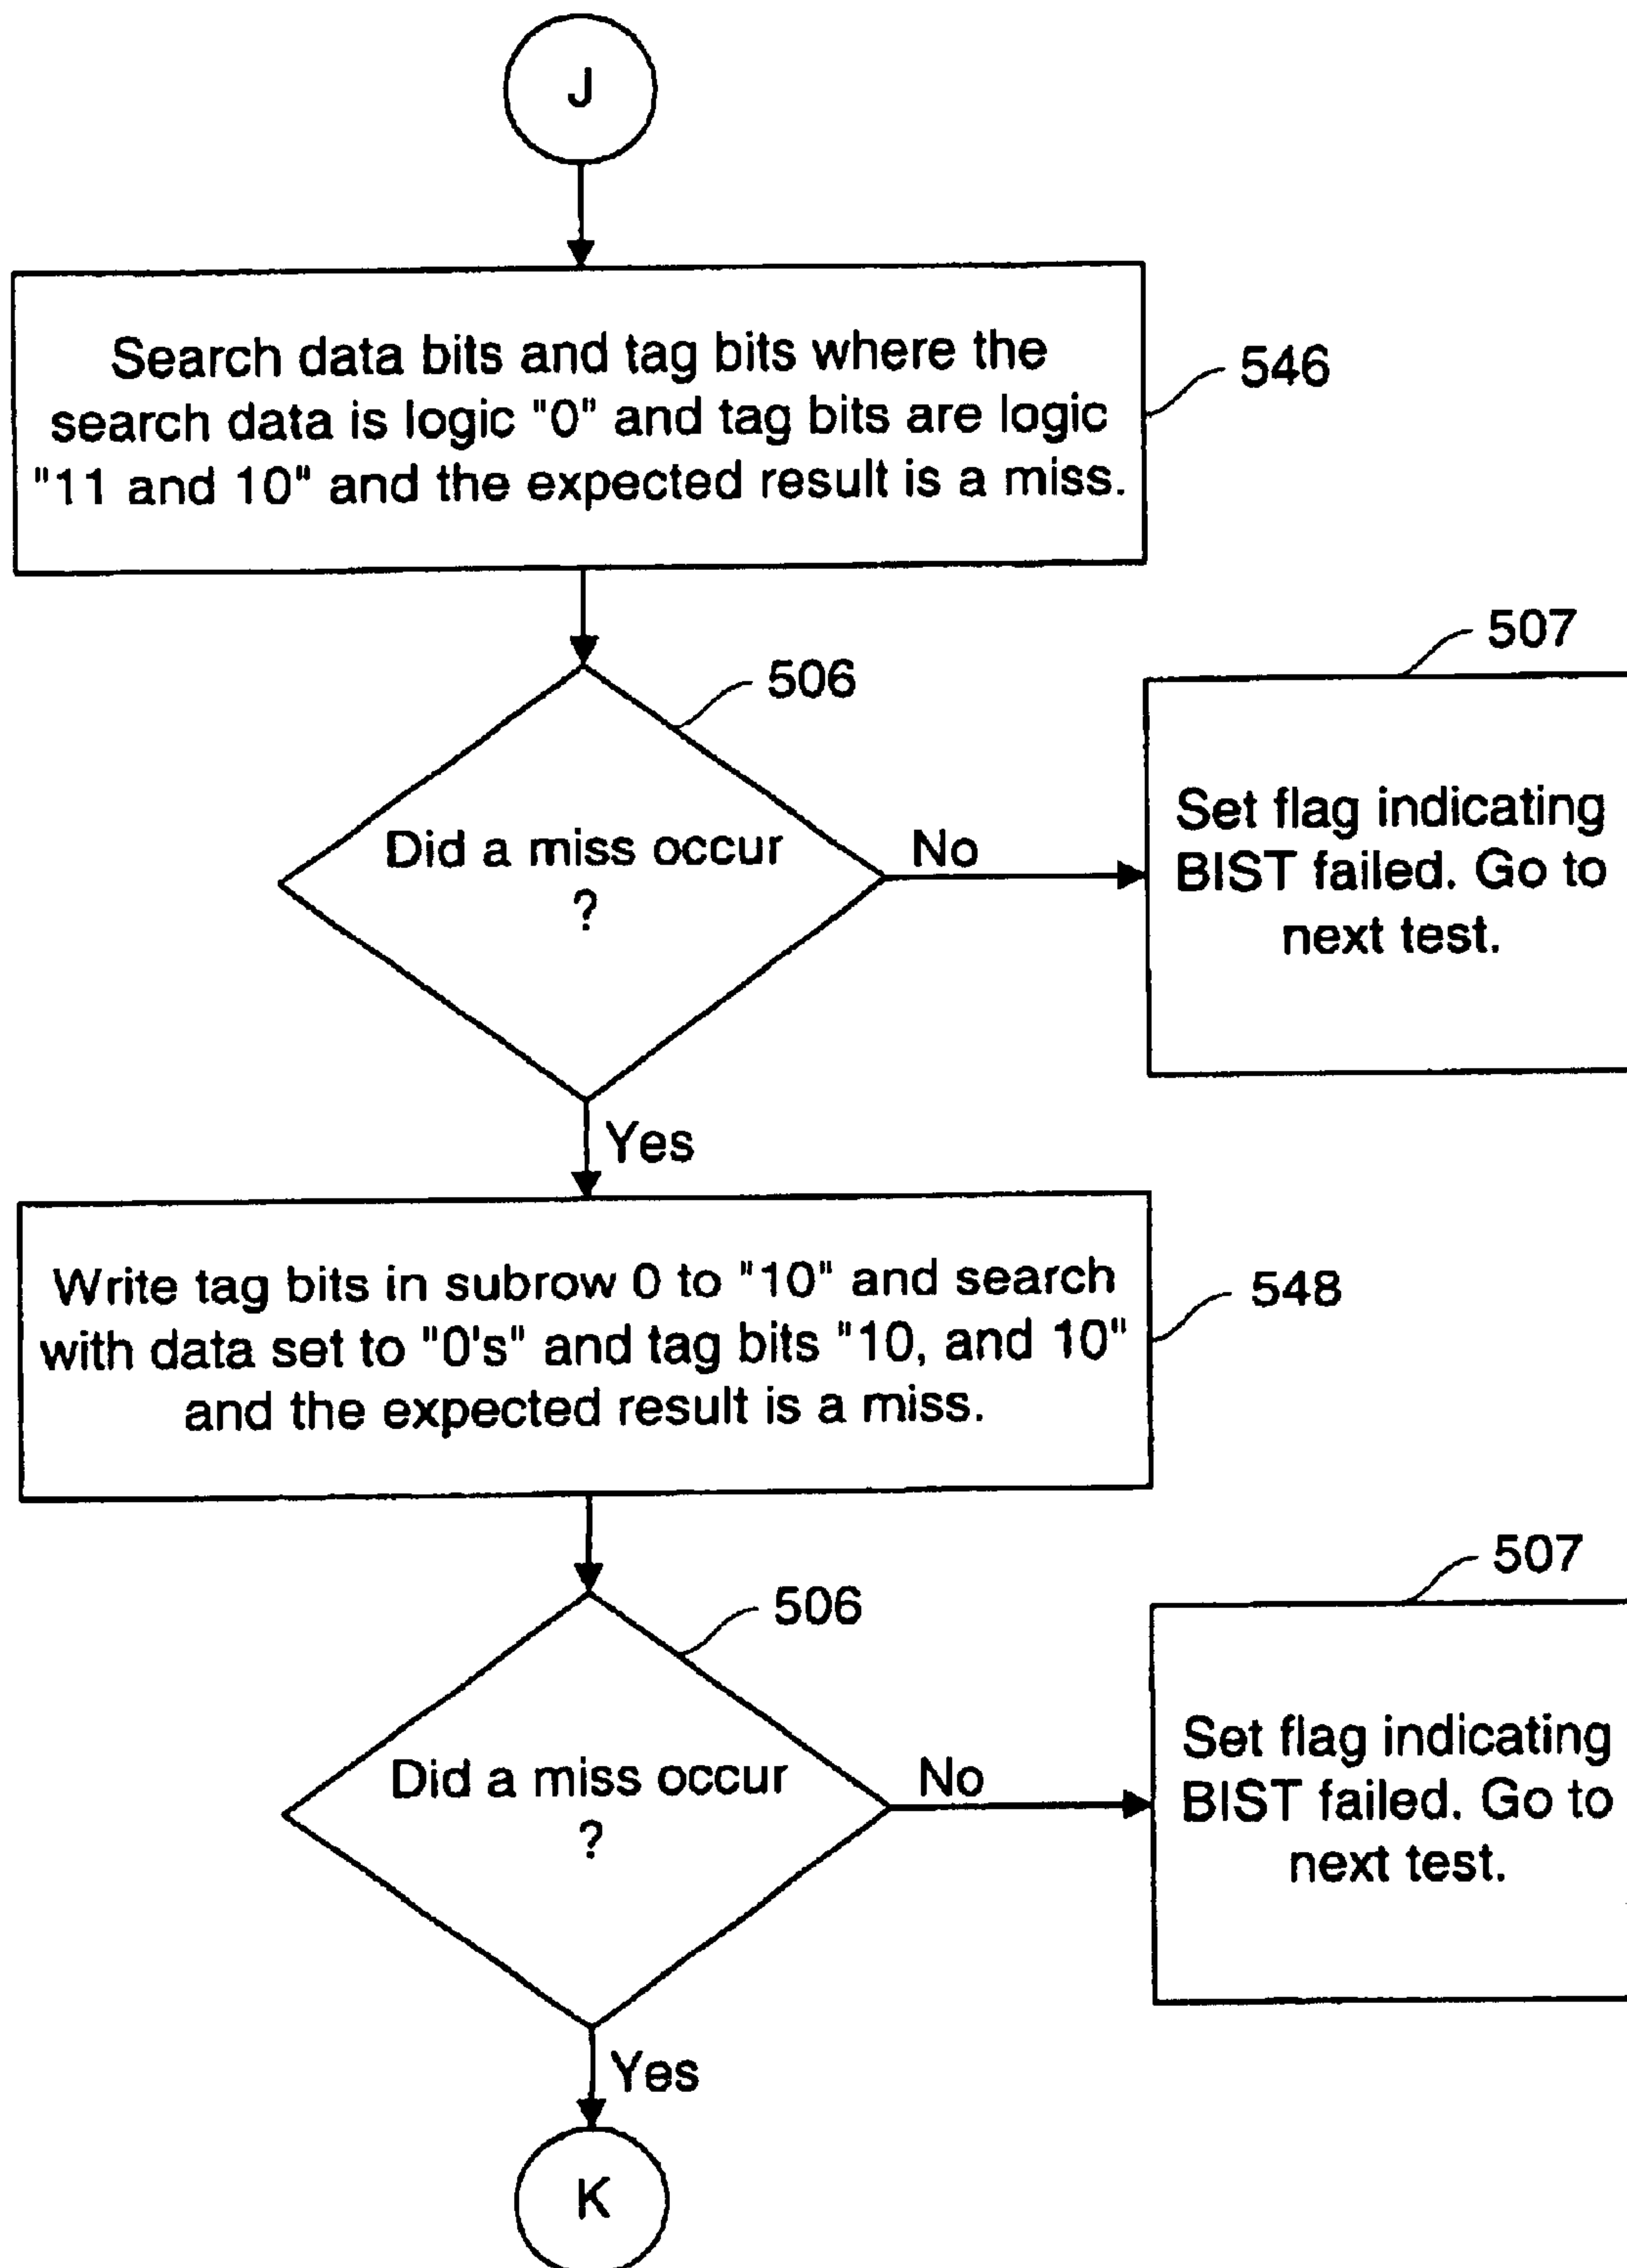 J
Search data bits and tag bits where the
search data is logic "0" and tag bits are logic
"11 and 10" and the expected result is a miss.
546
506
507
Did a miss occur
?
No
Set flag indicating
BIST failed. Go to
next test.
Yes
Write tag bits in subrow 0 to "10" and search
with data set to "0's" and tag bits "10, and 10"
and the expected result is a miss.
548
506
507
Did a miss occur
?
No
Set flag indicating
BIST failed. Go to
next test.
Yes
K